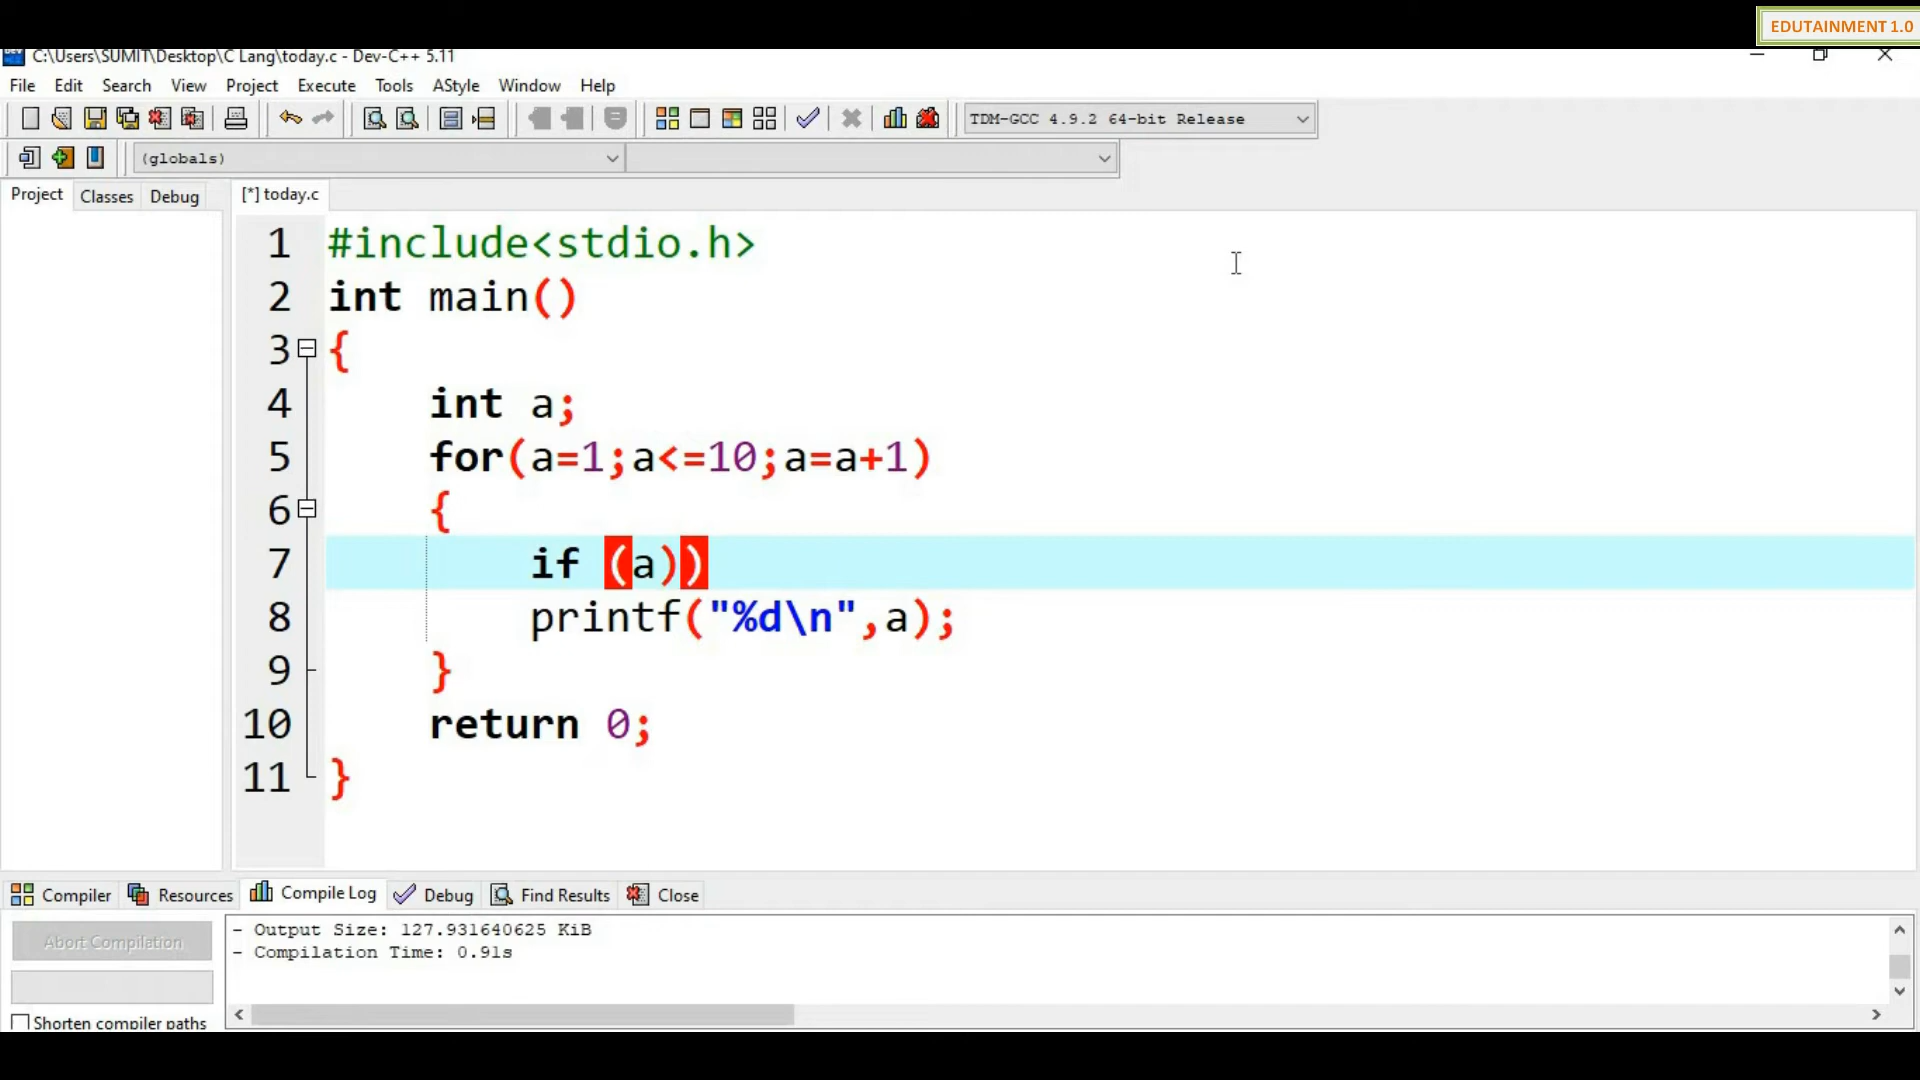 EDUTAINMENT 1.0
C:\Users\SUMIT\Desktop\C Lang\today.c - Dev-C++ 5.11
File Edit Search View Project Execute Tools AStyle Window Help
TDM-GCC 4.9.2 64-bit Release
(globals)
Project Classes Debug [*] today.c
1 #include<stdio.h>
2 int main()
3 {
4 int a;
5 for(a=1;a<=10;a=a+1)
6 {
7 if (a))
8 printf("%d\n",a);
9 }
10 return 0;
11 }
Compiler Resources Compile Log Debug Find Results Close
Abort Compilation
- Output Size: 127.931640625 KiB
- Compilation Time: 0.91s
Shorten compiler paths